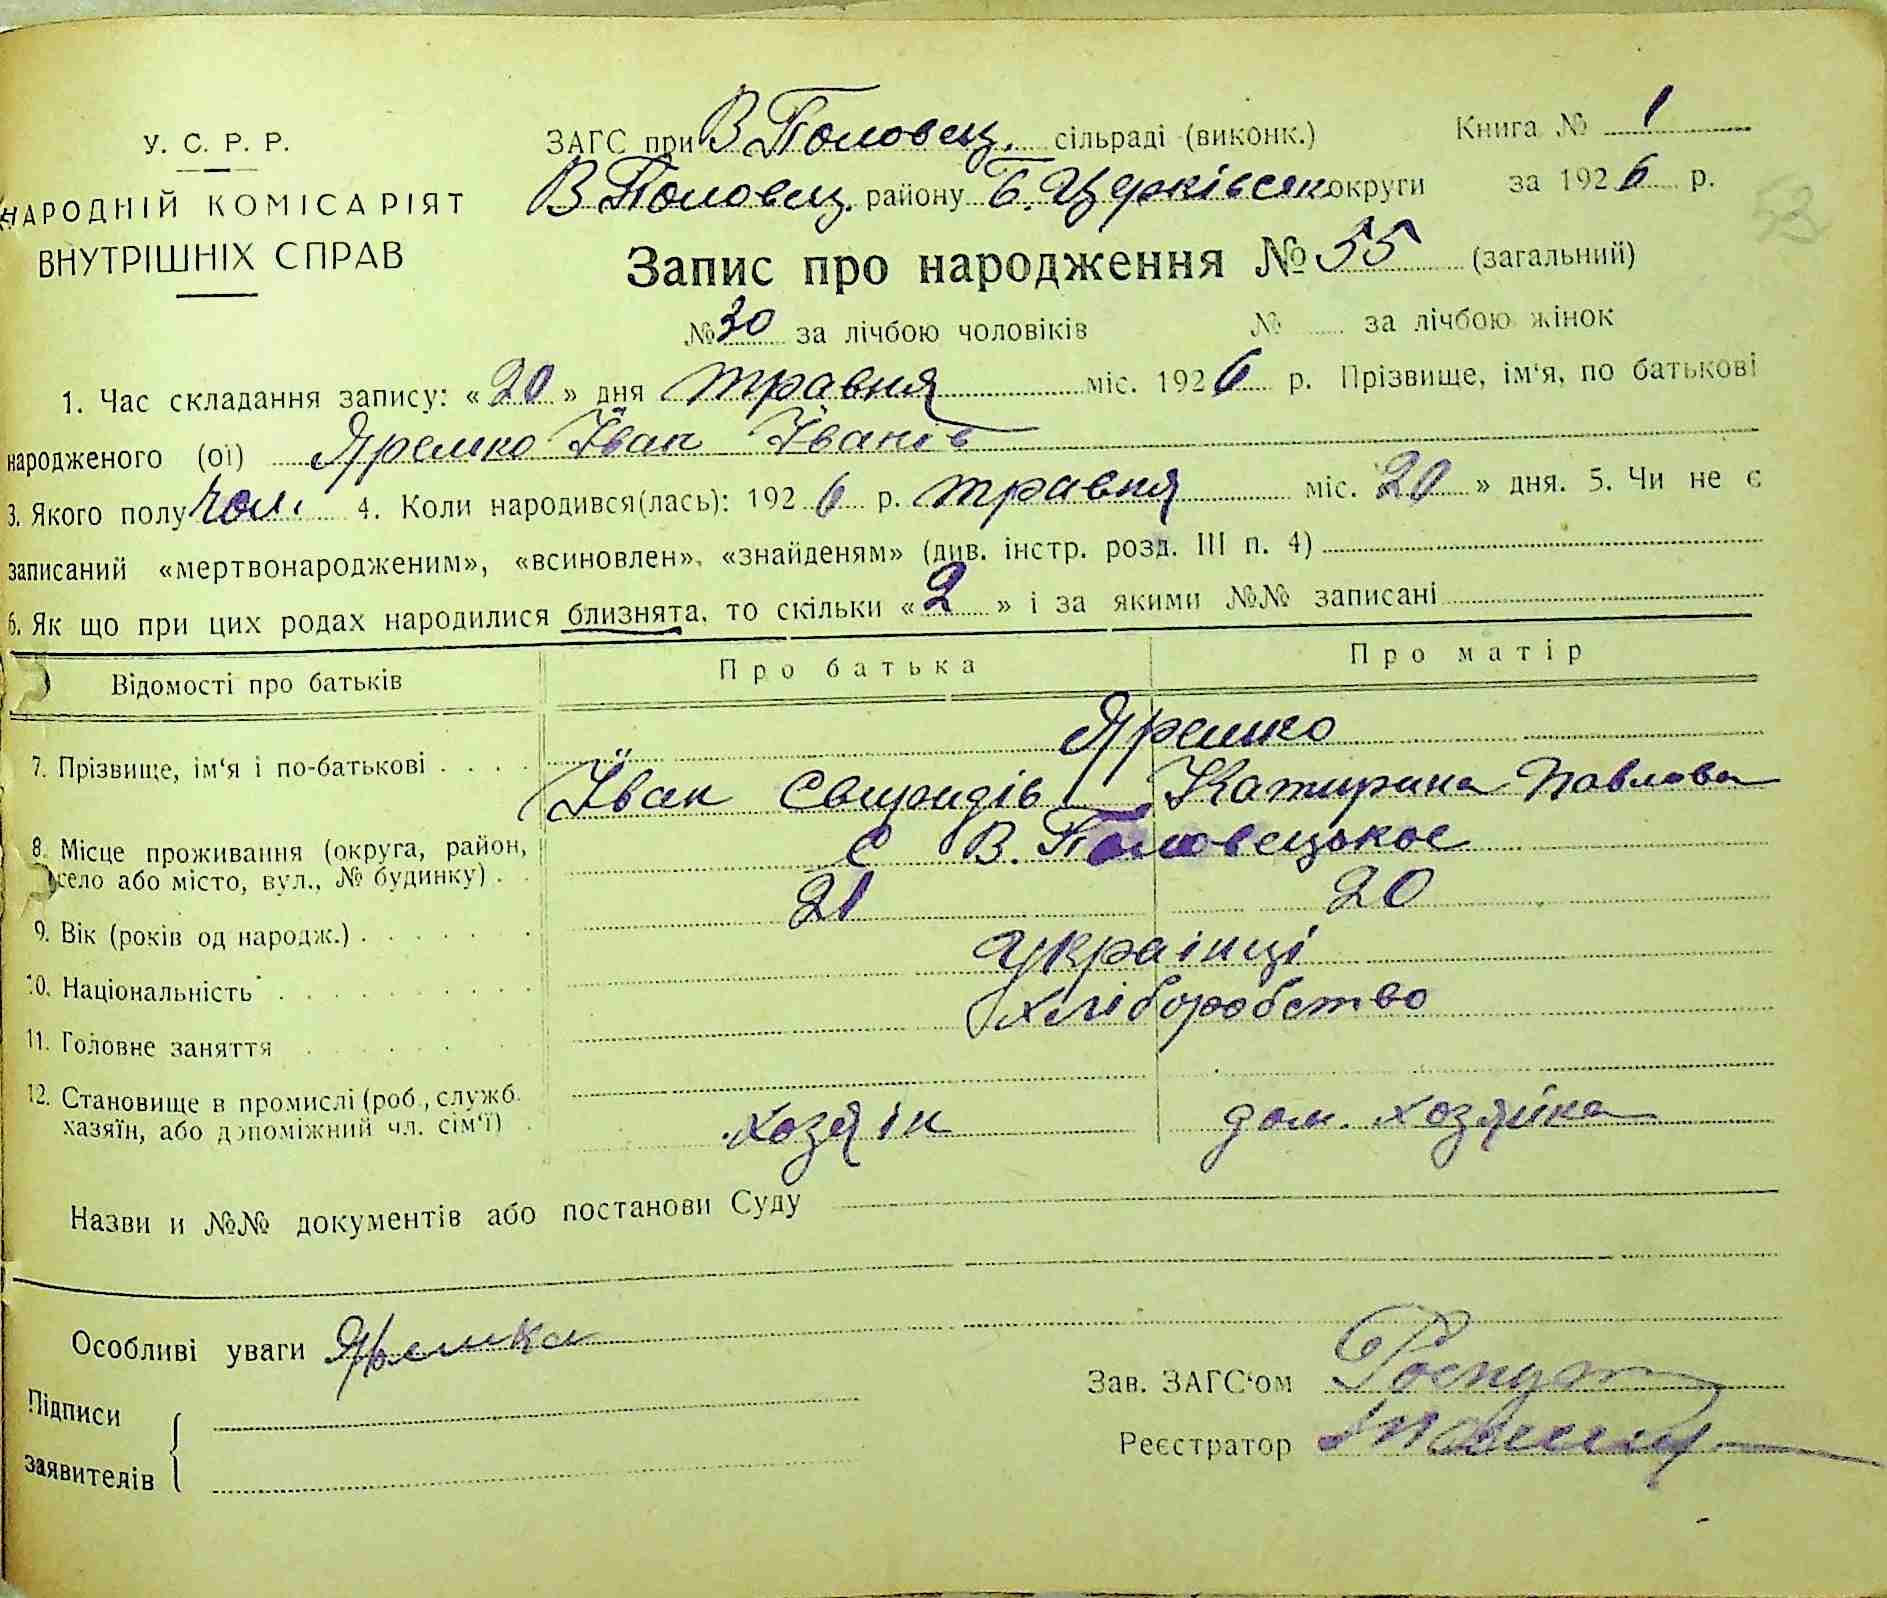 У. С. Р. Р.
НАРОДНІЙ КОМІСАРІЯТ
ВНУТРІШНІХ СПРАВ
ЗАГС при В Половец. сільраді (виконк.) Книга № 1
В Половец. району Б. Церківськ округи за 1926 р.
53
Запис про народження № 55 (загальний)
№ 30 за лічбою чоловіків № за лічбою жінок
1. Час складання запису: «20» дня травня міс. 1926 р. Прізвище, ім‘я, по батькові
народженого (ої) Яремко Іван Іванів
3. Якого полу чол. 4. Коли народився(лась): 1926 р. травня міс. 20 » дня. 5. Чи не є
записаний «мертвонародженим», «всиновлен», «знайденям» (див. інстр. розд. III п. 4)
6. Як що при цих родах народилися близнята, то скільки «2» і за якими №№ записані
Відомості про батьків Про батька Про матір
7. Прізвище, ім‘я і по-батькові Яремко
Іван Свиридів Катирина Павлова
8. Місце проживання (округа, район, с В. Половецькое
село або місто, вул., № будинку)
9. Вік (років од народж.) 21 20
10. Національність українці
11. Головне заняття хліборобство
12. Становище в промислі (роб., служб.
хазяїн, або допоміжний чл. сім‘ї) хозяін дом. хозяйка
Назви и №№ документів або постанови Суду
Особливі уваги Яремка
Підписи
заявителів
Зав. ЗАГС‘ом
Реєстратор